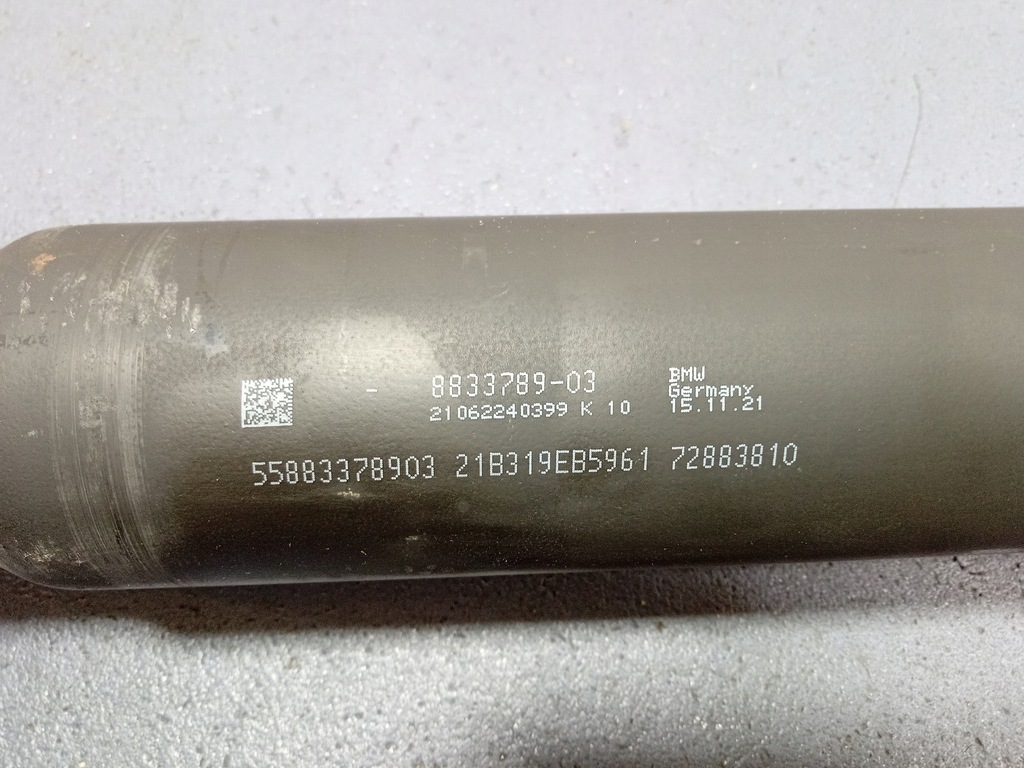 - 8833789-03
21062240399 K 10
BMW
Germany
15.11.21
55883378903 21B319EB5961 72883810